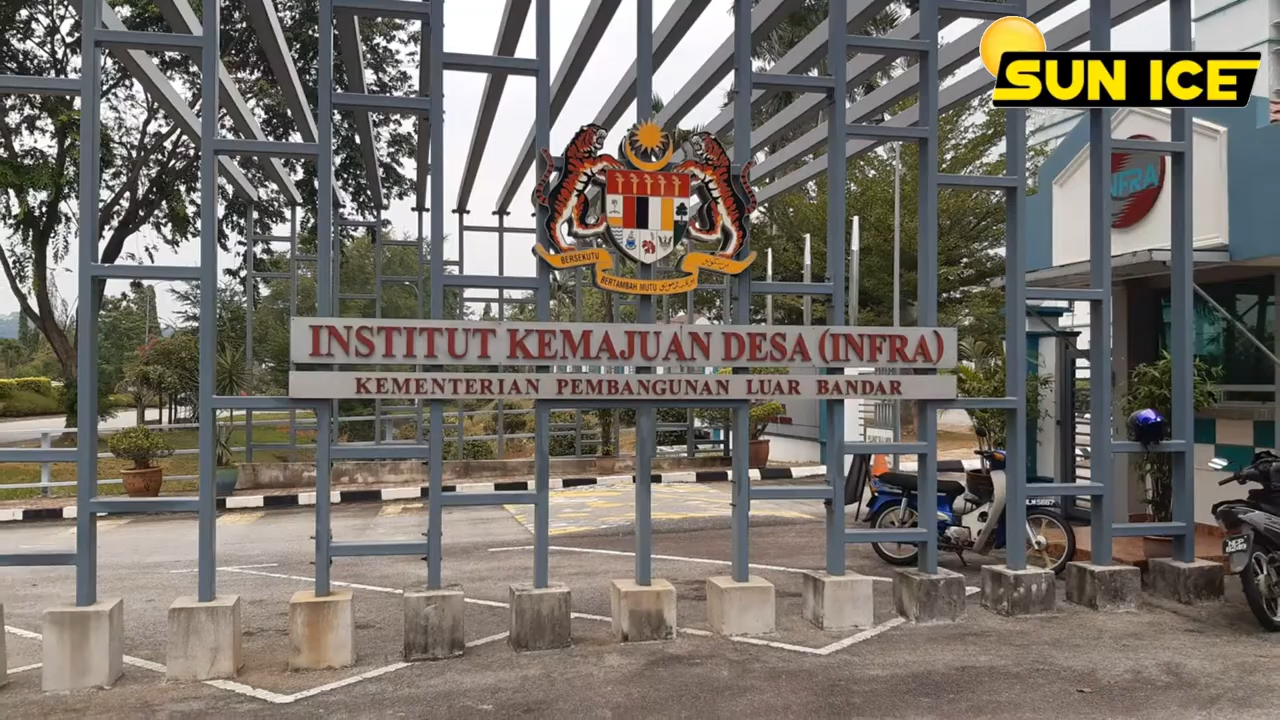 SUN ICE
INFRA
BERSEKUTU
BERTAMBAH MUTU
INSTITUT KEMAJUAN DESA (INFRA)
KEMENTERIAN PEMBANGUNAN LUAR BANDAR